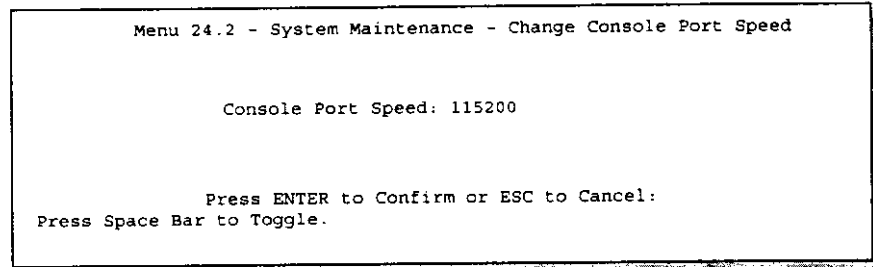 Menu 24.2 - System Maintenance - Change Console Port Speed
Console Port Speed: 115200
Press ENTER to Confirm or ESC to Cancel:
Press Space Bar to Toggle.